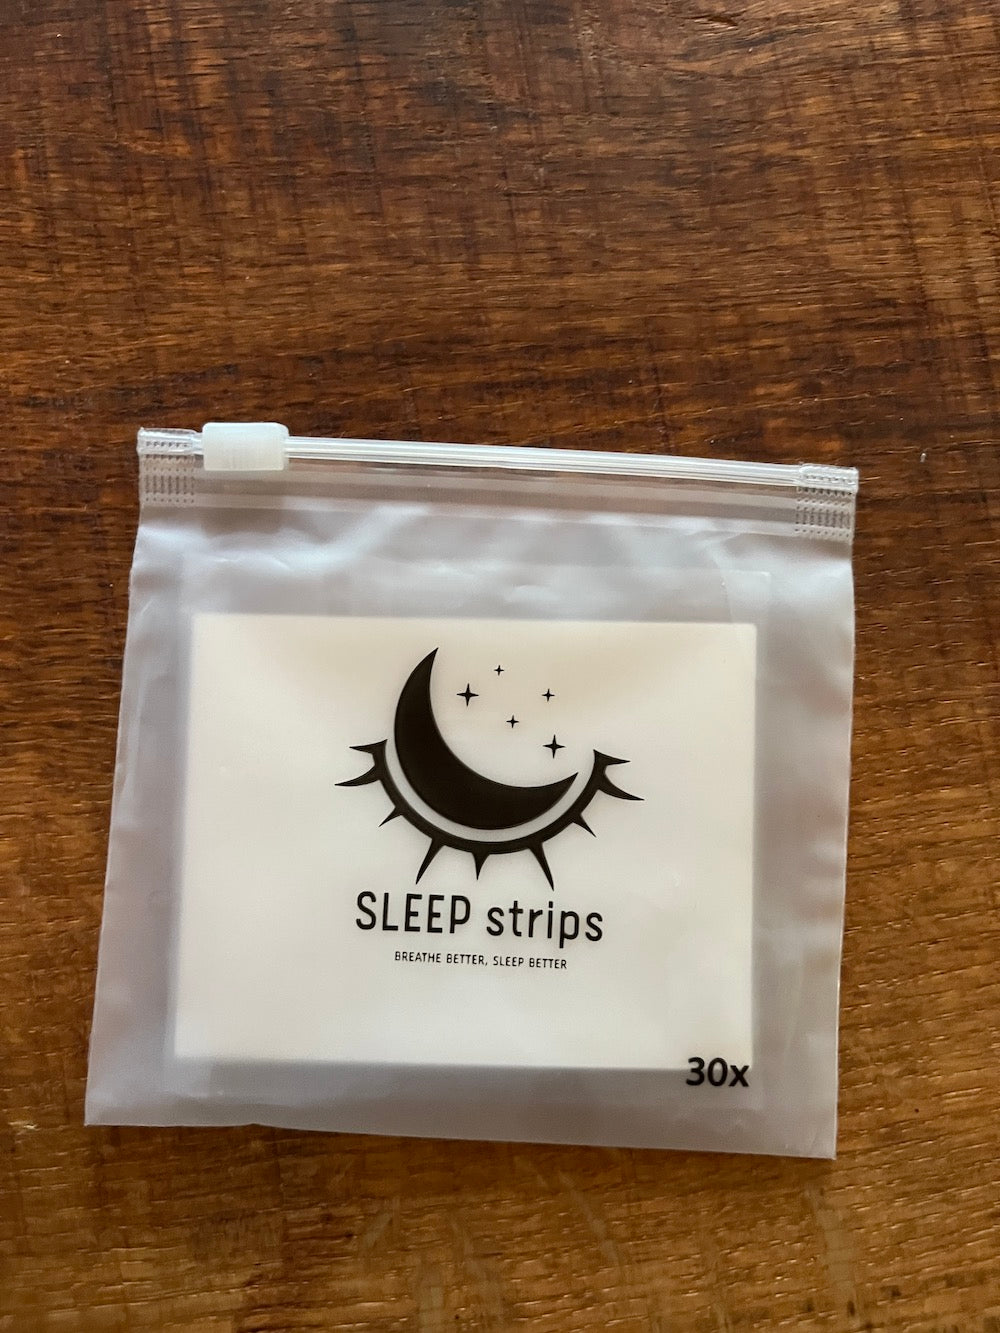 SLEEP strips
BREATHE BETTER, SLEEP BETTER
30x